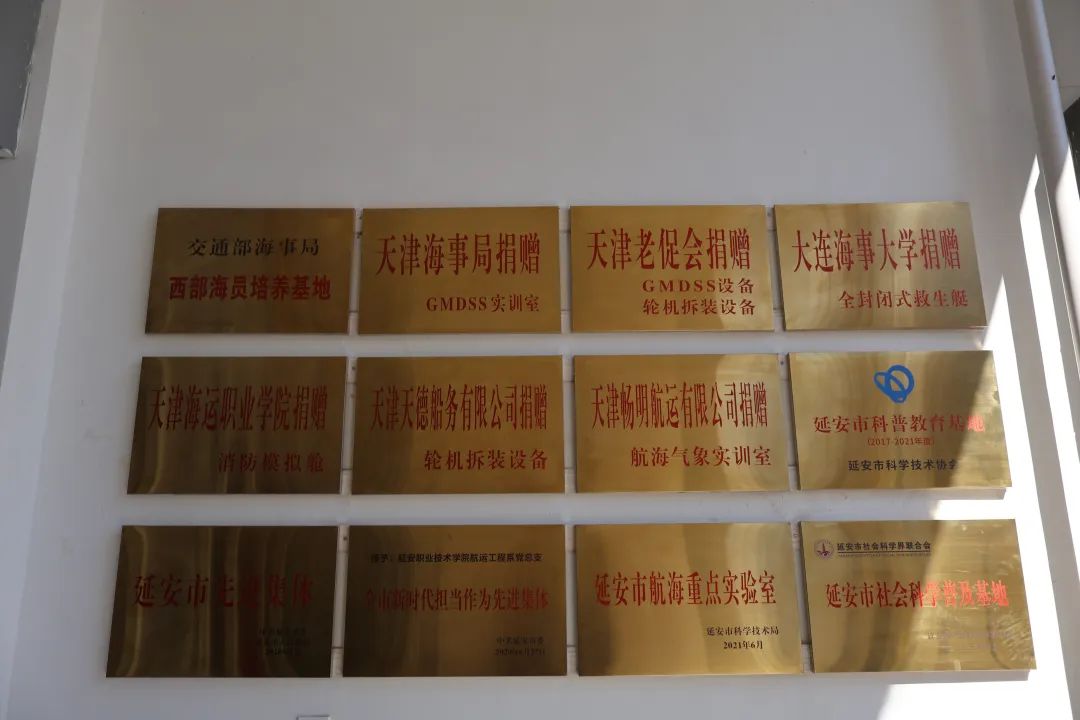 交通部海事局
西部海员培养基地
天津海事局捐赠
GMDSS实训室
天津老促会捐赠
GMDSS设备
轮机拆装设备
大连海事大学捐赠
全封闭式救生艇
天津海运职业学院捐赠
消防模拟舱
天津天德船务有限公司捐赠
轮机拆装设备
天津畅明航运有限公司捐赠
航海气象实训室
延安市科普教育基地
(2017-2021年度)
延安市科学技术协会
延安市先进集体
授予：延安职业技术学院航运工程系党总支
全市新时代担当作为先进集体
中共延安市委
延安市航海重点实验室
延安市科学技术局
2021年6月
延安市社会科学界联合会
延安市社会科学普及基地